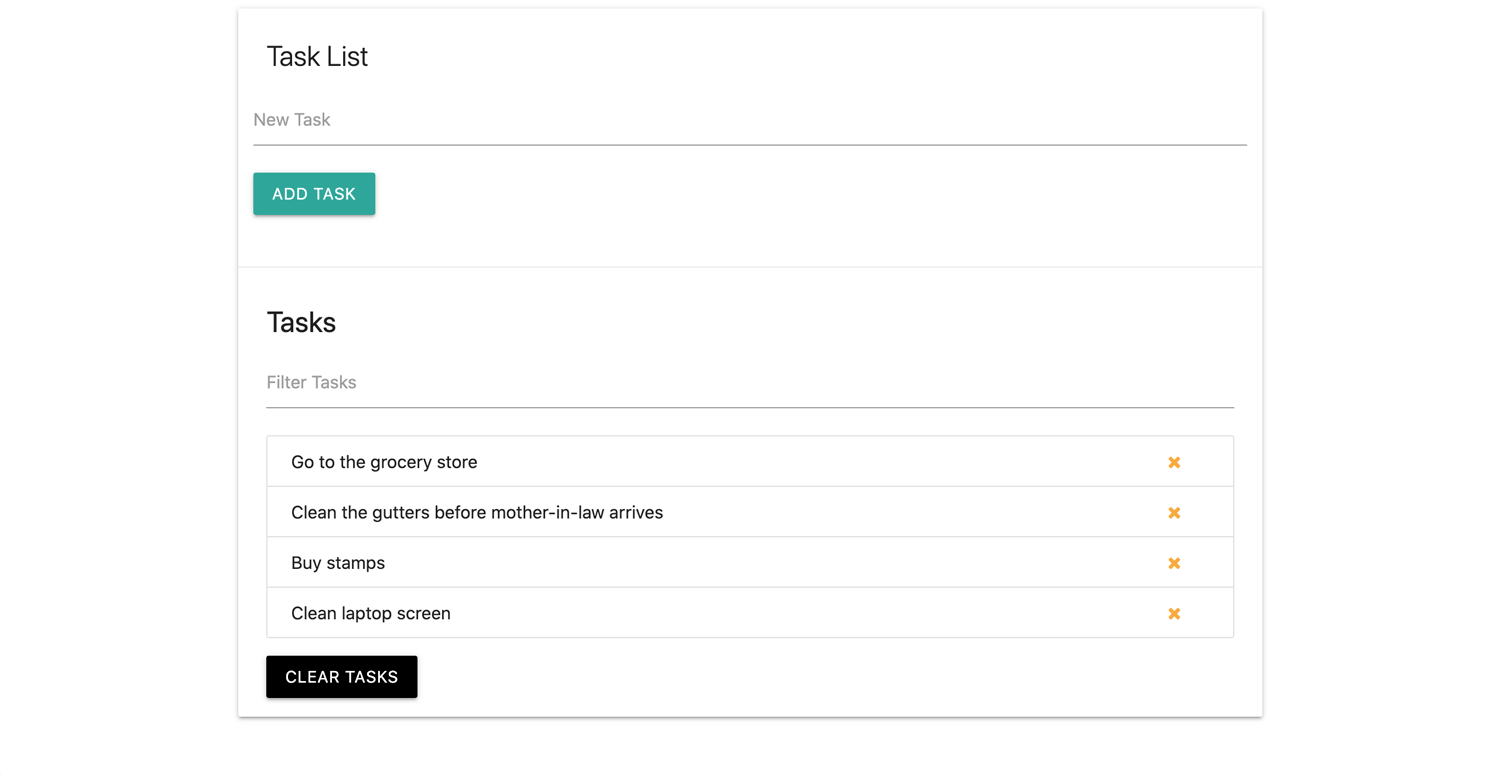 Task List
New Task
ADD TASK
Tasks
Filter Tasks
Go to the grocery store
Clean the gutters before mother-in-law arrives
Buy stamps
Clean laptop screen
CLEAR TASKS